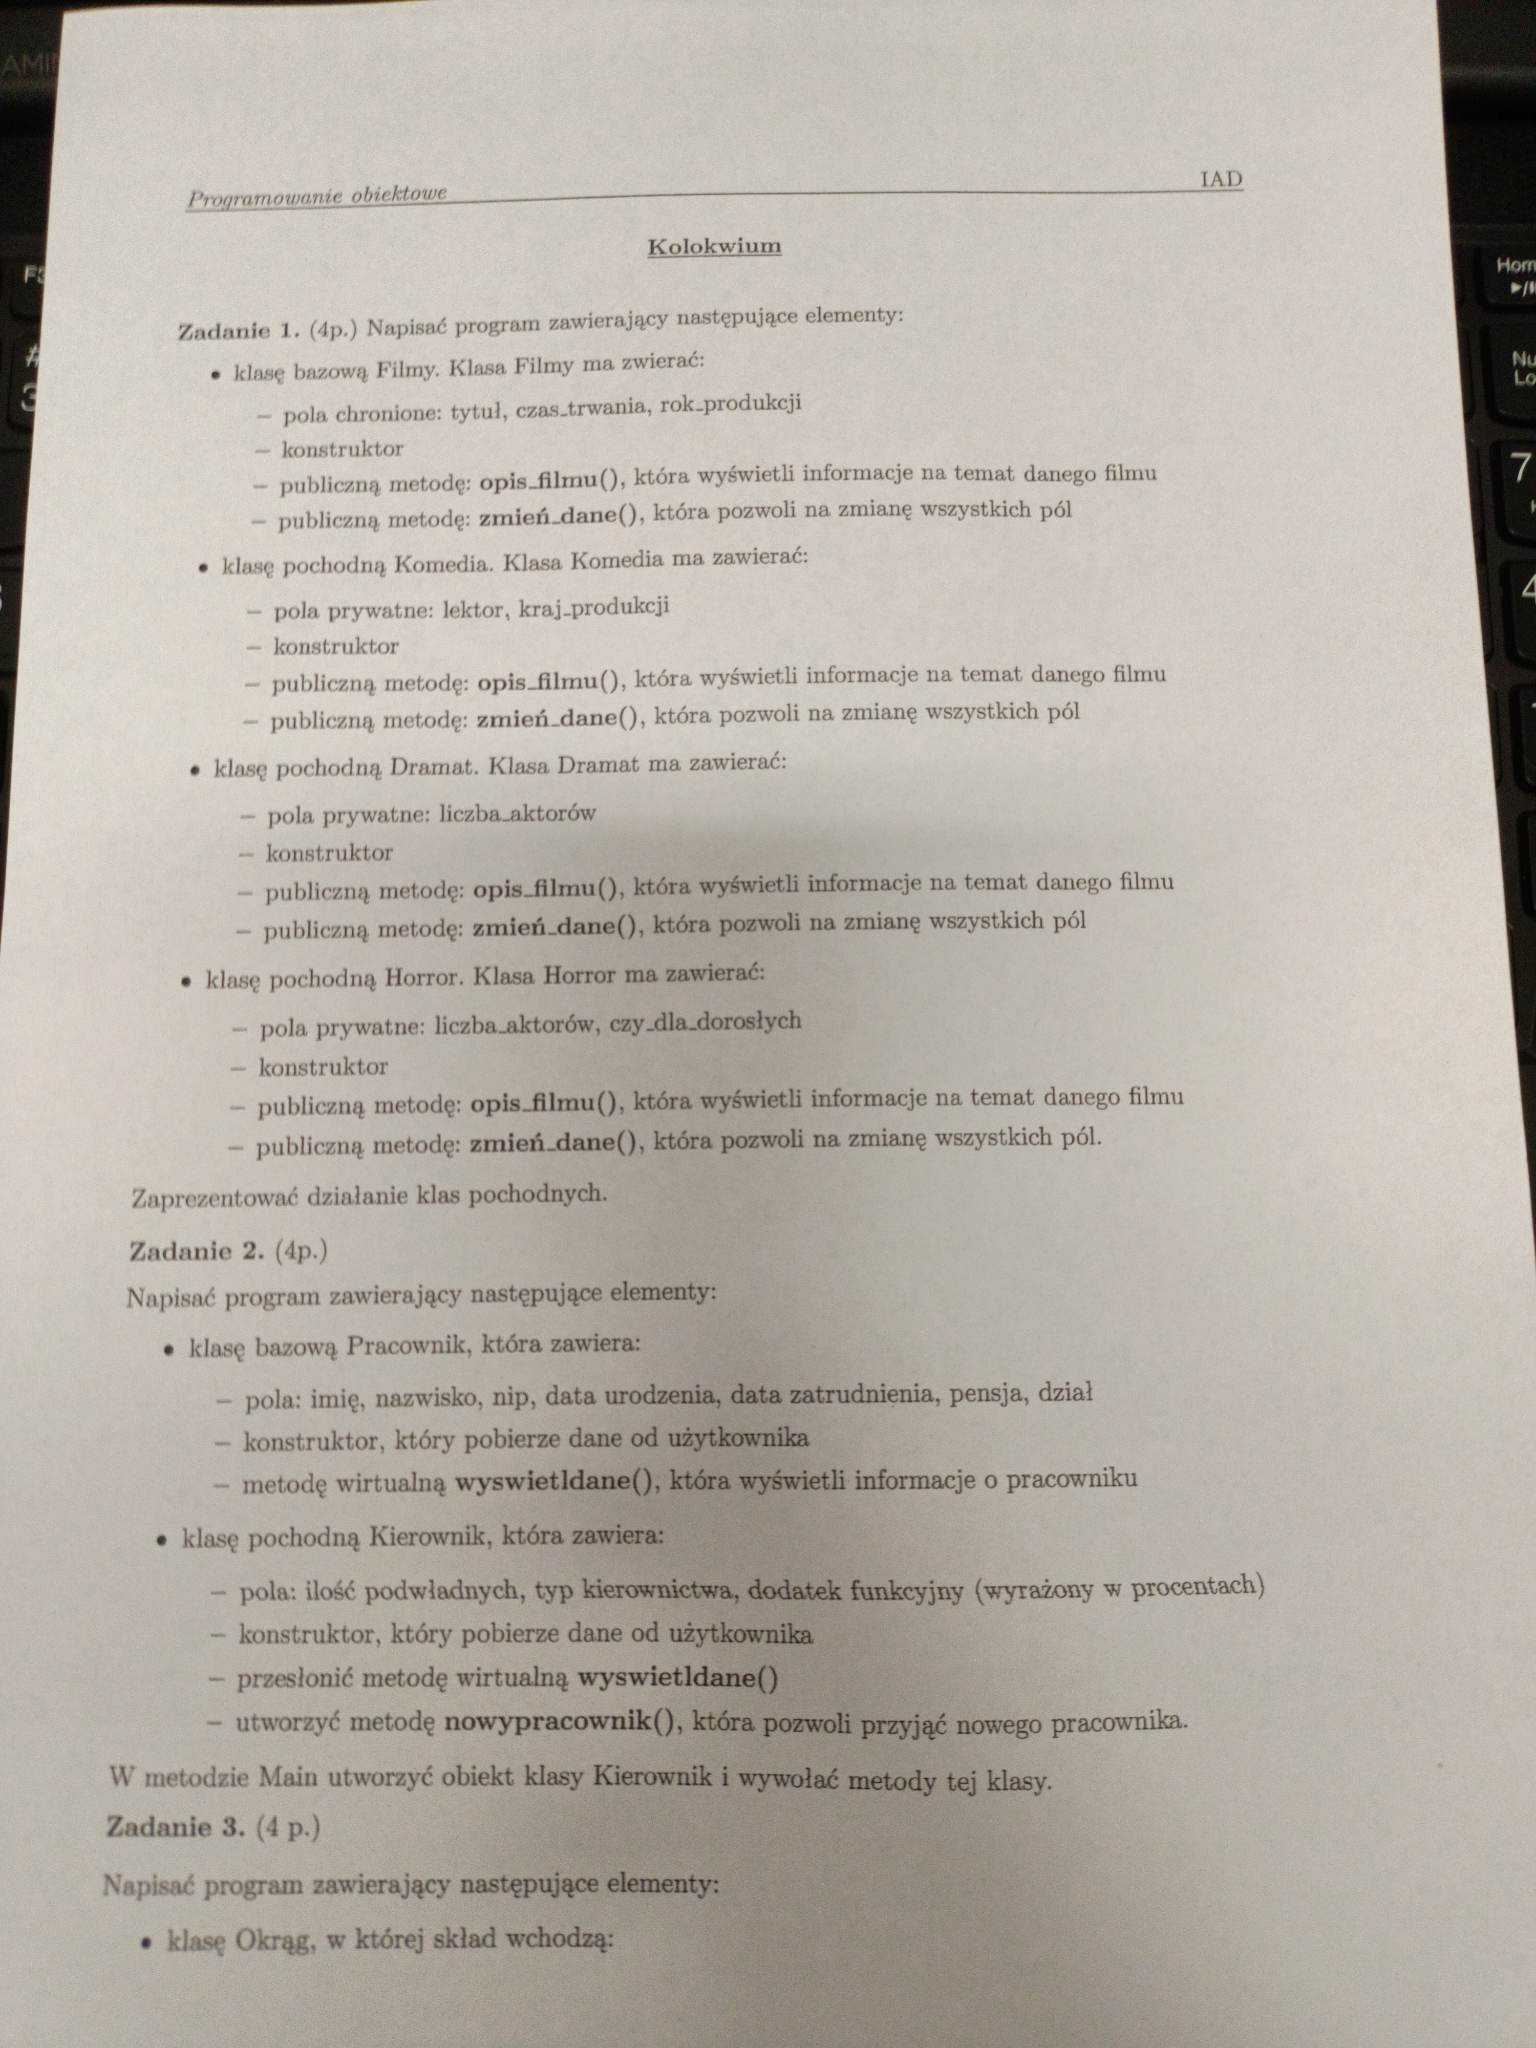 Programowanie obiektowe IAD
Kolokwium
Zadanie 1. (4p.) Napisać program zawierający następujące elementy:
• klasę bazową Filmy. Klasa Filmy ma zwierać:
– pola chronione: tytuł, czas_trwania, rok_produkcji
– konstruktor
– publiczną metodę: opis_filmu(), która wyświetli informacje na temat danego filmu
– publiczną metodę: zmień_dane(), która pozwoli na zmianę wszystkich pól
• klasę pochodną Komedia. Klasa Komedia ma zawierać:
– pola prywatne: lektor, kraj_produkcji
– konstruktor
– publiczną metodę: opis_filmu(), która wyświetli informacje na temat danego filmu
– publiczną metodę: zmień_dane(), która pozwoli na zmianę wszystkich pól
• klasę pochodną Dramat. Klasa Dramat ma zawierać:
– pola prywatne: liczba_aktorów
– konstruktor
– publiczną metodę: opis_filmu(), która wyświetli informacje na temat danego filmu
– publiczną metodę: zmień_dane(), która pozwoli na zmianę wszystkich pól
• klasę pochodną Horror. Klasa Horror ma zawierać:
– pola prywatne: liczba_aktorów, czy_dla_dorosłych
– konstruktor
– publiczną metodę: opis_filmu(), która wyświetli informacje na temat danego filmu
– publiczną metodę: zmień_dane(), która pozwoli na zmianę wszystkich pól.
Zaprezentować działanie klas pochodnych.
Zadanie 2. (4p.)
Napisać program zawierający następujące elementy:
• klasę bazową Pracownik, która zawiera:
– pola: imię, nazwisko, nip, data urodzenia, data zatrudnienia, pensja, dział
– konstruktor, który pobierze dane od użytkownika
– metodę wirtualną wyswietldane(), która wyświetli informacje o pracowniku
• klasę pochodną Kierownik, która zawiera:
– pola: ilość podwładnych, typ kierownictwa, dodatek funkcyjny (wyrażony w procentach)
– konstruktor, który pobierze dane od użytkownika
– przesłonić metodę wirtualną wyswietldane()
– utworzyć metodę nowypracownik(), która pozwoli przyjąć nowego pracownika.
W metodzie Main utworzyć obiekt klasy Kierownik i wywołać metody tej klasy.
Zadanie 3. (4 p.)
Napisać program zawierający następujące elementy:
• klasę Okrąg, w której skład wchodzą:
Hom
7
4
#
3